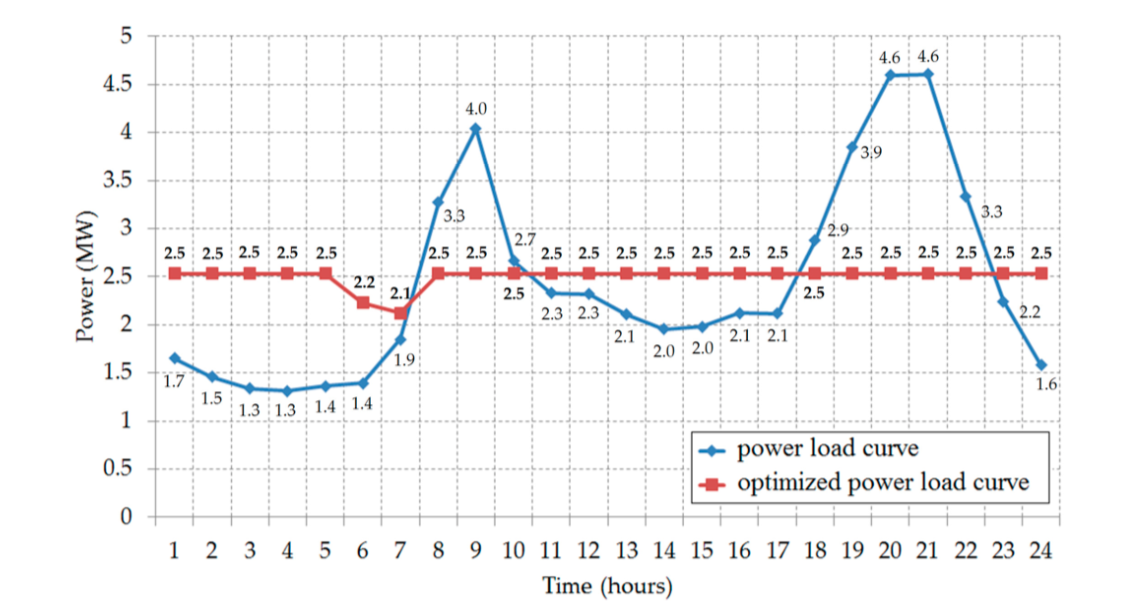 5
4.5
4
3.5
3
2.5
2
1.5
1
0.5
0
Power (MW)
4.6 4.6
4.0
3.9
3.3
3.3
2.9
2.7
2.5 2.5 2.5 2.5 2.5 2.2 2.1 2.5 2.5 2.5 2.5 2.5 2.5 2.5 2.5 2.5 2.5 2.5 2.5 2.5 2.5 2.5 2.5 2.5
1.7 1.5 1.3 1.3 1.4 1.4 1.9 2.3 2.3 2.1 2.0 2.0 2.1 2.1 2.2 1.6
power load curve
optimized power load curve
1 2 3 4 5 6 7 8 9 10 11 12 13 14 15 16 17 18 19 20 21 22 23 24
Time (hours)